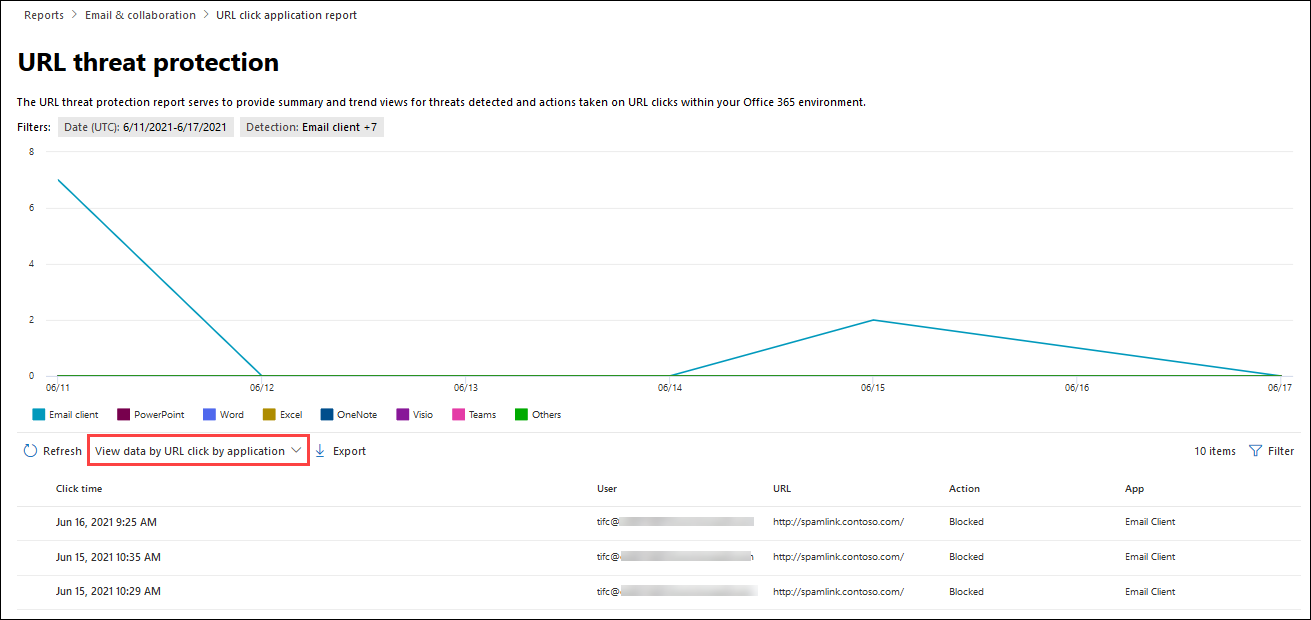 Reports > Email & collaboration > URL click application report
URL threat protection
The URL threat protection report serves to provide summary and trend views for threats detected and actions taken on URL clicks within your Office 365 environment.
Filters: Date (UTC): 6/11/2021-6/17/2021 Detection: Email client +7
8
6
4
2
0
06/11 06/12 06/13 06/14 06/15 06/16 06/17
Email client PowerPoint Word Excel OneNote Visio Teams Others
Refresh View data by URL click by application Export 10 items Filter
Click time User URL Action App
Jun 16, 2021 9:25 AM tifc@ http://spamlink.contoso.com/ Blocked Email Client
Jun 15, 2021 10:35 AM tifc@ http://spamlink.contoso.com/ Blocked Email Client
Jun 15, 2021 10:29 AM tifc@ http://spamlink.contoso.com/ Blocked Email Client